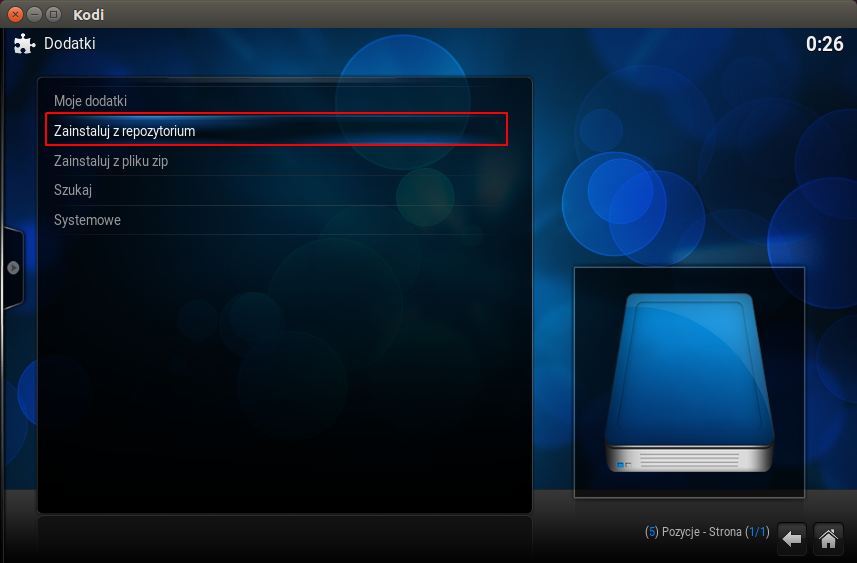 Kodi
Dodatki
0:26
Moje dodatki
Zainstaluj z repozytorium
Zainstaluj z pliku zip
Szukaj
Systemowe
(5) Pozycje - Strona (1/1)